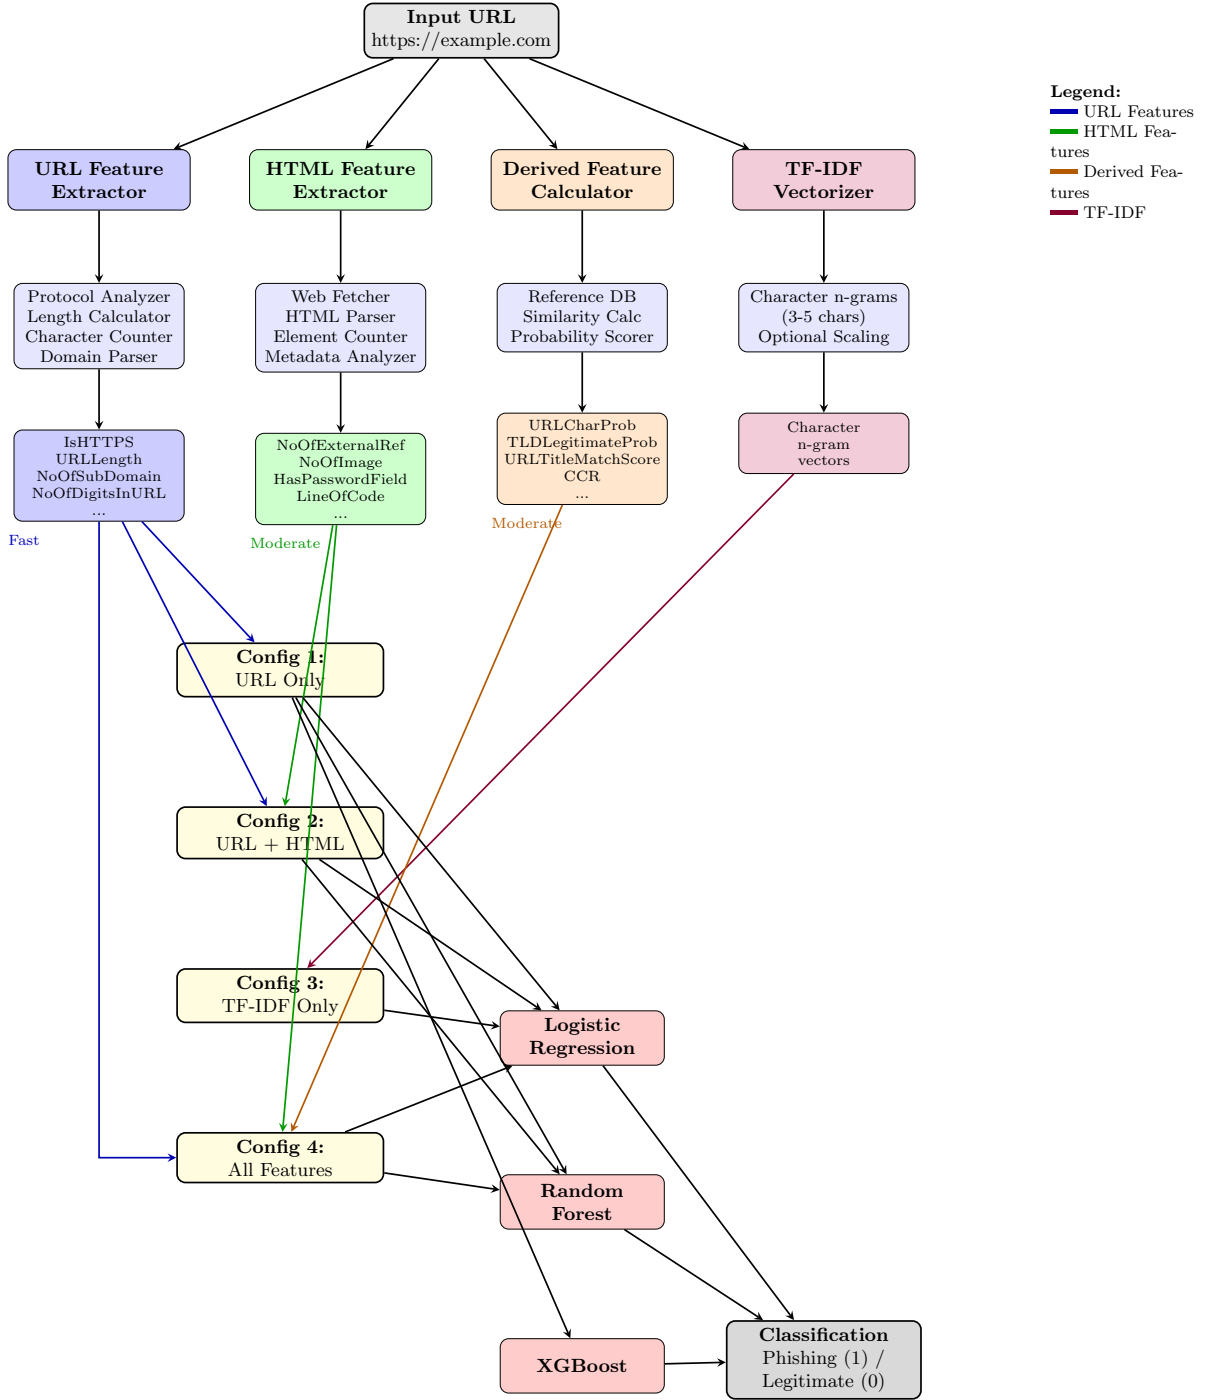 Input URL
https://example.com
Legend:
URL Features
HTML Fea-
tures
Derived Fea-
tures
TF-IDF
URL Feature
Extractor
HTML Feature
Extractor
Derived Feature
Calculator
TF-IDF
Vectorizer
Protocol Analyzer
Length Calculator
Character Counter
Domain Parser
Web Fetcher
HTML Parser
Element Counter
Metadata Analyzer
Reference DB
Similarity Calc
Probability Scorer
Character n-grams
(3-5 chars)
Optional Scaling
IsHTTPS
URLLength
NoOfSubDomain
NoOfDigitsInURL
...
NoOfExternalRef
NoOfImage
HasPasswordField
LineOfCode
...
URLCharProb
TLDLegitimateProb
URLTitleMatchScore
CCR
...
Character
n-gram
vectors
Fast
Moderate
Moderate
Config 1:
URL Only
Config 2:
URL + HTML
Config 3:
TF-IDF Only
Config 4:
All Features
Logistic
Regression
Random
Forest
XGBoost
Classification
Phishing (1) /
Legitimate (0)